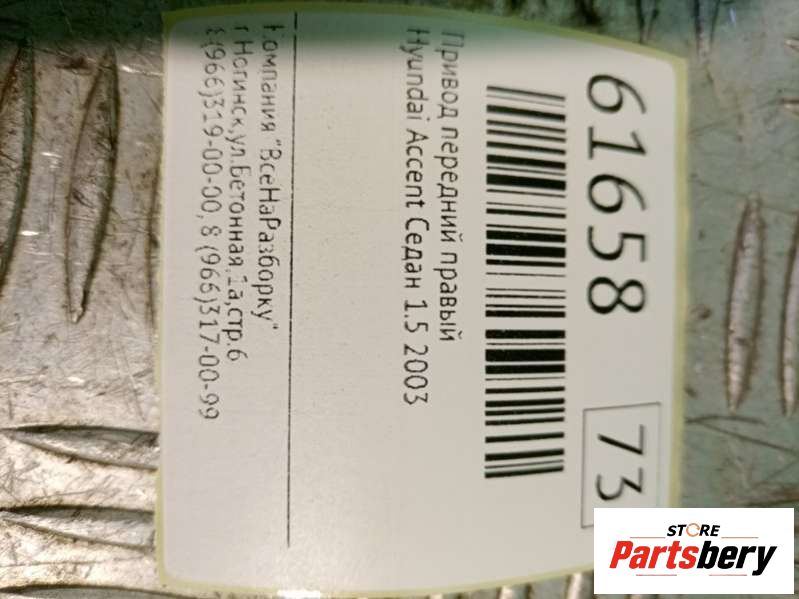 61658 73
Привод передний правый
Hyundai Accent Седан 1.5 2003
Компания "ВсеНаРазборку"
г Ногинск,ул.Бетонная,1а,стр.6
8(966)319-00-00, 8 (966)317-00-99
STORE
Partsbery